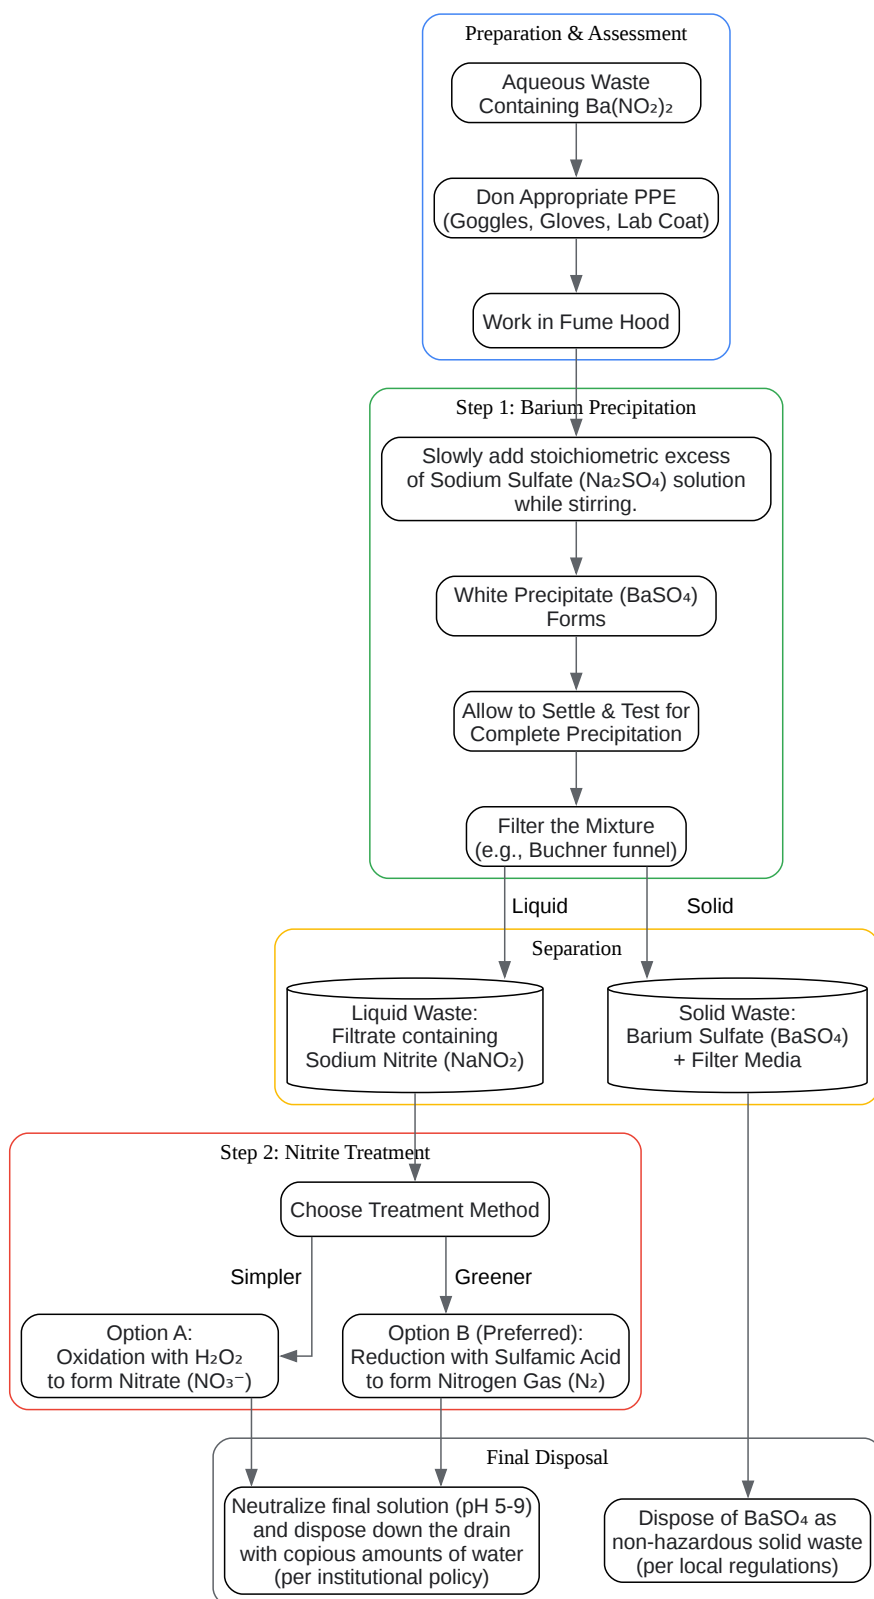 Preparation & Assessment
Aqueous Waste
Containing Ba(NO₂)₂
Don Appropriate PPE
(Goggles, Gloves, Lab Coat)
Work in Fume Hood
Step 1: Barium Precipitation
Slowly add stoichiometric excess
of Sodium Sulfate (Na₂SO₄) solution
while stirring.
White Precipitate (BaSO₄)
Forms
Allow to Settle & Test for
Complete Precipitation
Filter the Mixture
(e.g., Buchner funnel)
Liquid
Solid
Separation
Liquid Waste:
Filtrate containing
Sodium Nitrite (NaNO₂)
Solid Waste:
Barium Sulfate (BaSO₄)
+ Filter Media
Step 2: Nitrite Treatment
Choose Treatment Method
Simpler
Greener
Option A:
Oxidation with H₂O₂
to form Nitrate (NO₃⁻)
Option B (Preferred):
Reduction with Sulfamic Acid
to form Nitrogen Gas (N₂)
Final Disposal
Neutralize final solution (pH 5-9)
and dispose down the drain
with copious amounts of water
(per institutional policy)
Dispose of BaSO₄ as
non-hazardous solid waste
(per local regulations)